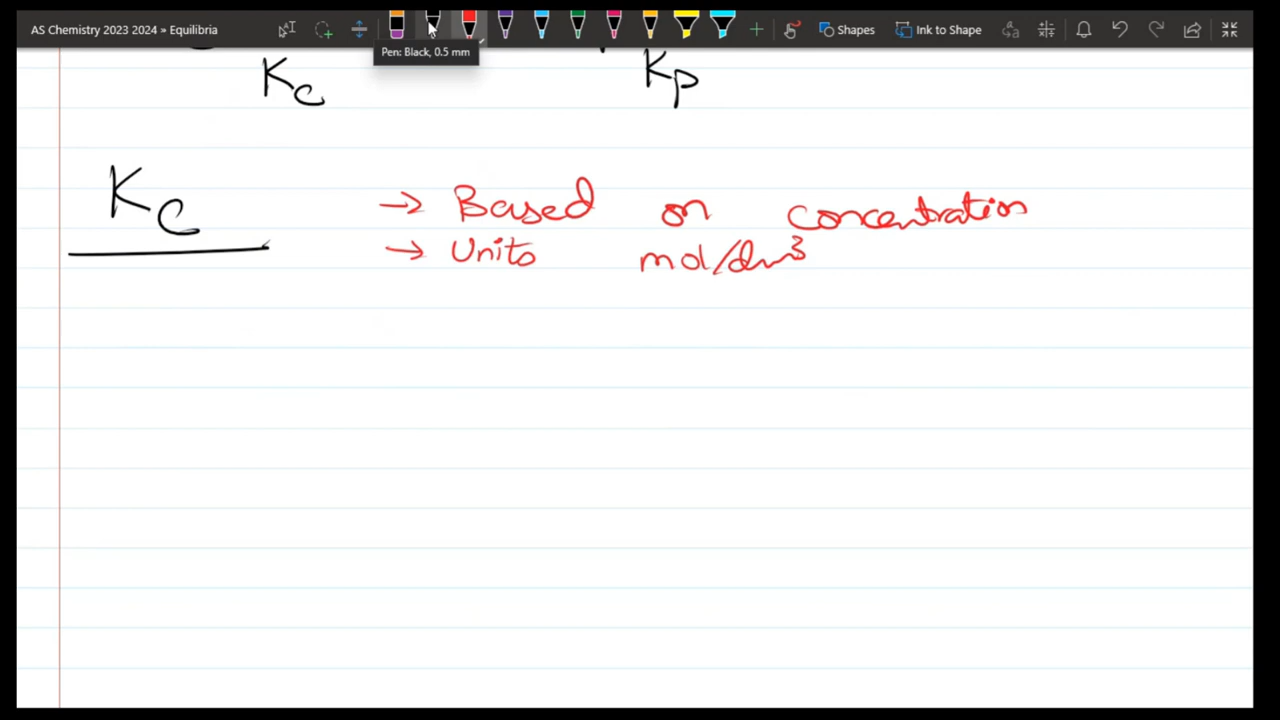 AS Chemistry 2023 2024 » Equilibria
Shapes
Ink to Shape
Pen: Black, 0.5 mm
Kc Kp
Kc → Based on concentration
→ Units mol/dm³